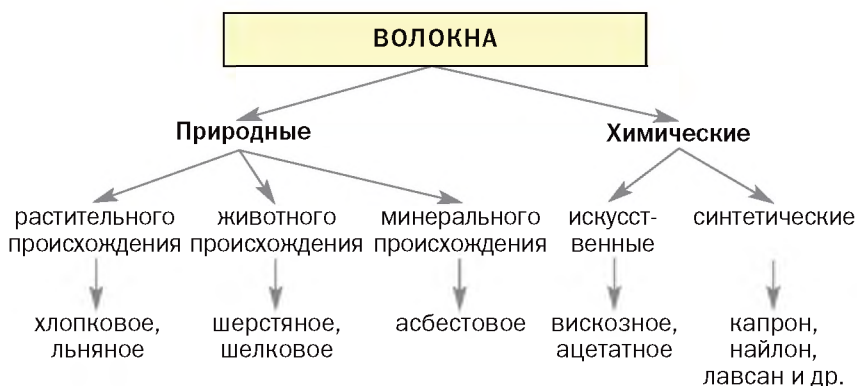 ВОЛОКНА
Природные
Химические
растительного
происхождения
животного
происхождения
минерального
происхождения
искусст-
венные
синтетические
хлопковое,
льняное
шерстяное,
шелковое
асбестовое
вискозное,
ацетатное
капрон,
найлон,
лавсан и др.